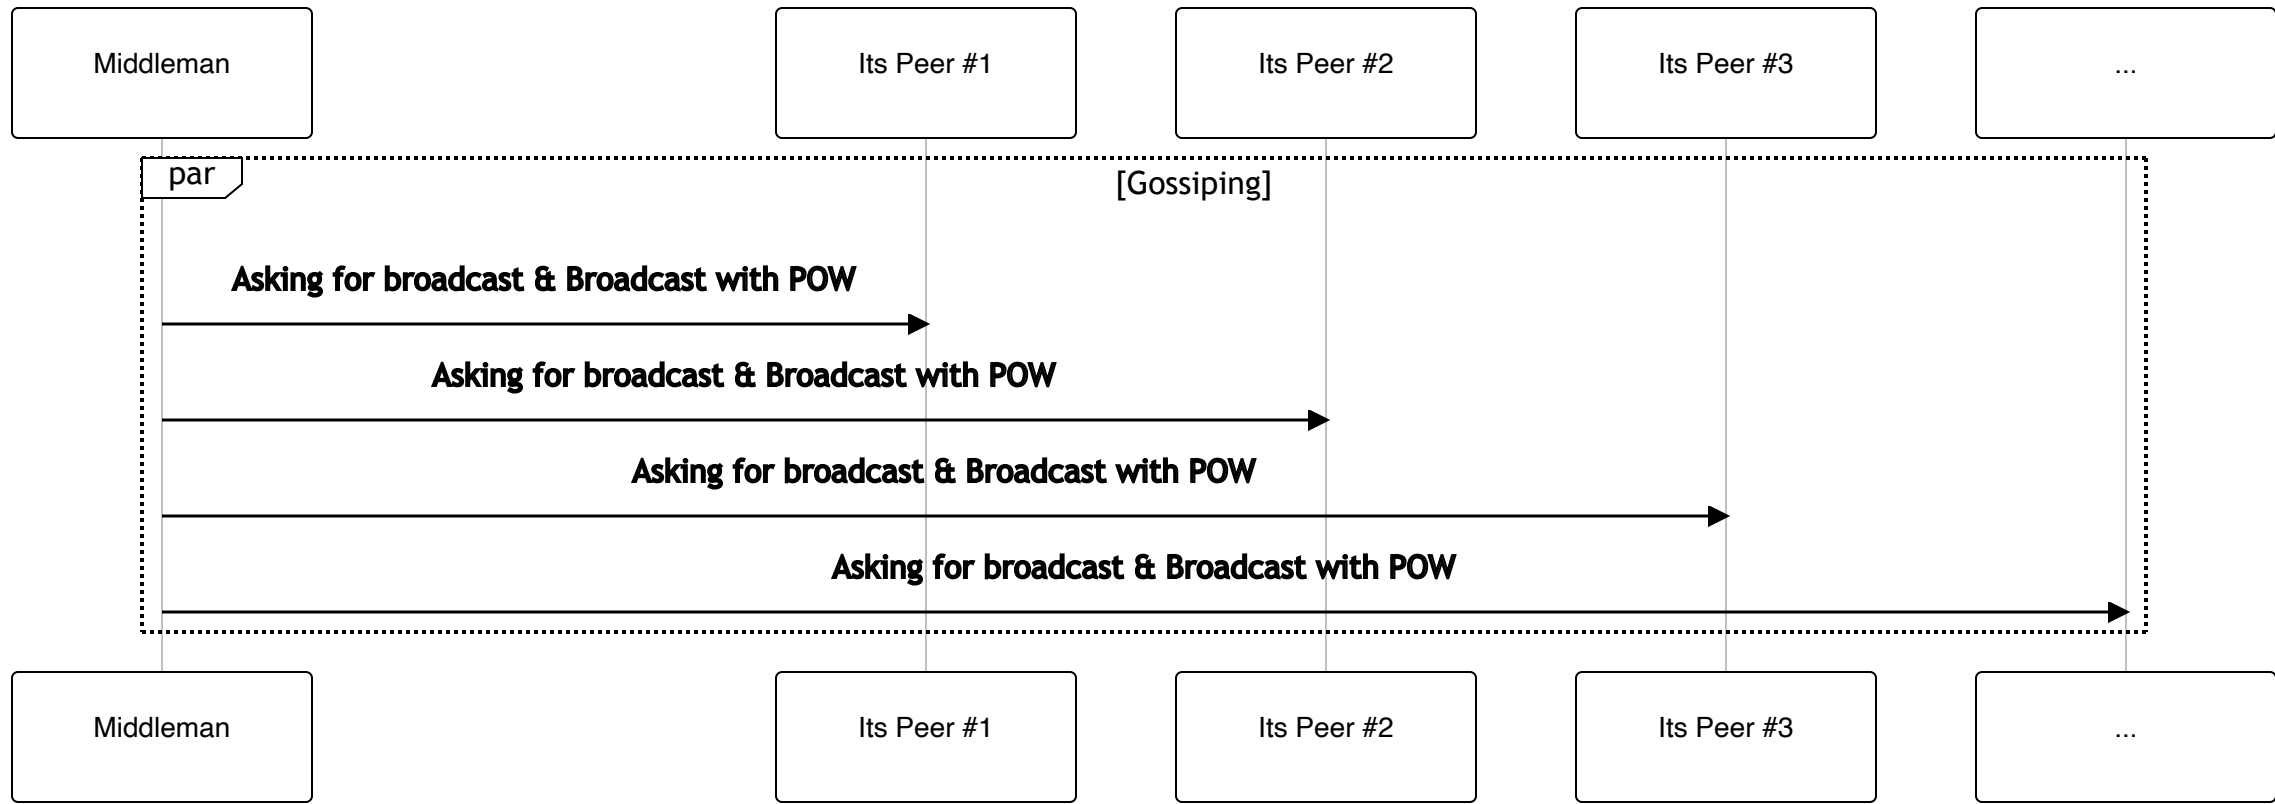 Middleman
Its Peer #1
Its Peer #2
Its Peer #3
...
par
[Gossiping]
Asking for broadcast & Broadcast with POW
Asking for broadcast & Broadcast with POW
Asking for broadcast & Broadcast with POW
Asking for broadcast & Broadcast with POW
Middleman
Its Peer #1
Its Peer #2
Its Peer #3
...